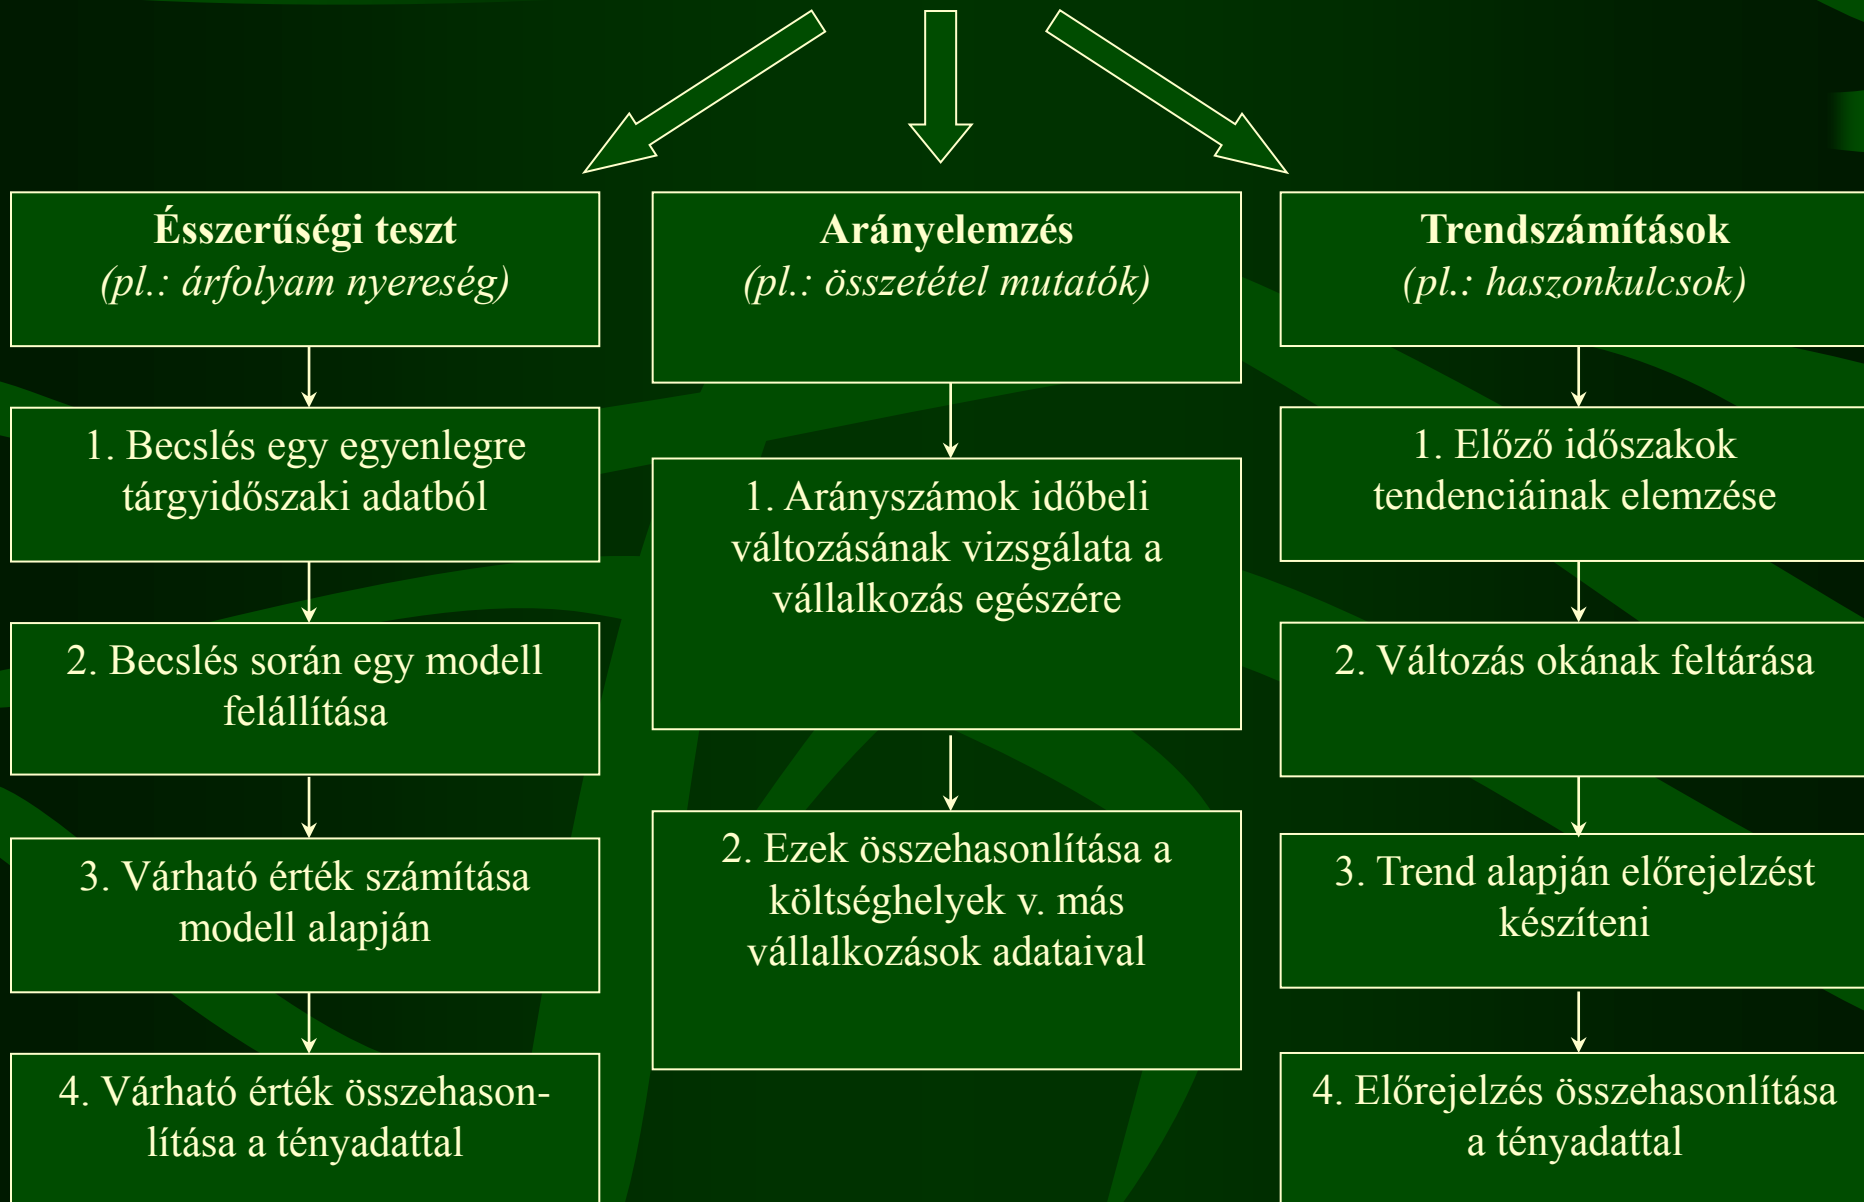 Ésszerűségi teszt
(pl.: árfolyam nyereség)
1. Becslés egy egyenlegre
tárgyidőszaki adatból
2. Becslés során egy modell
felállítása
3. Várható érték számítása
modell alapján
4. Várható érték összehason-
lítása a tényadattal
Arányelemzés
(pl.: összetétel mutatók)
1. Arányszámok időbeli
változásának vizsgálata a
vállalkozás egészére
2. Ezek összehasonlítása a
költséghelyek v. más
vállalkozások adataival
Trendszámítások
(pl.: haszonkulcsok)
1. Előző időszakok
tendenciáinak elemzése
2. Változás okának feltárása
3. Trend alapján előrejelzést
készíteni
4. Előrejelzés összehasonlítása
a tényadattal